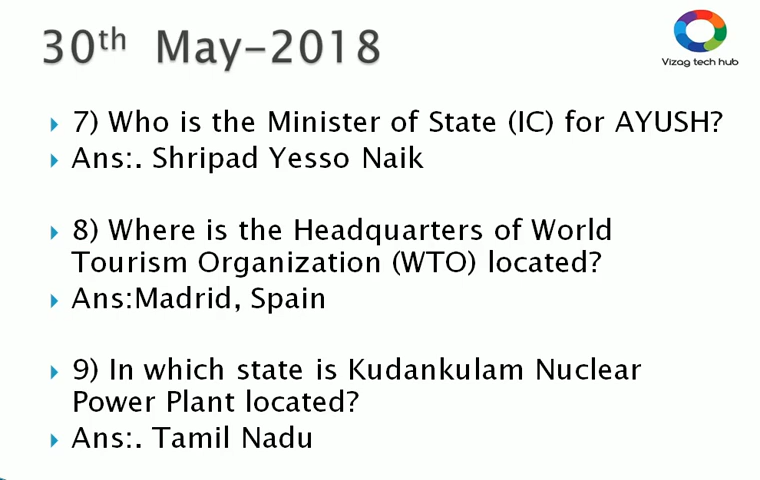 30th May-2018
Vizag tech hub
7) Who is the Minister of State (IC) for AYUSH?
Ans:. Shripad Yesso Naik
8) Where is the Headquarters of World
Tourism Organization (WTO) located?
Ans:Madrid, Spain
9) In which state is Kudankulam Nuclear
Power Plant located?
Ans:. Tamil Nadu